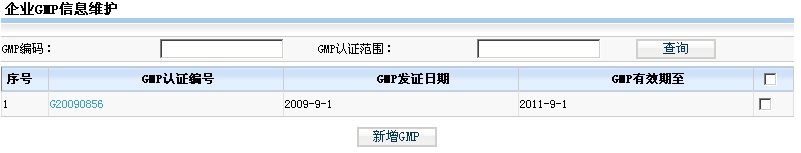 企业GMP信息维护
GMP编码： GMP认证范围： 查询
序号 GMP认证编号 GMP发证日期 GMP有效期至
1 G20090856 2009-9-1 2011-9-1
新增GMP